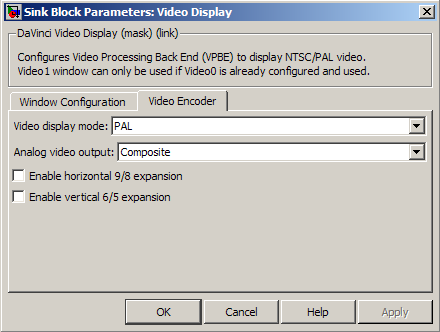 Sink Block Parameters: Video Display
DaVinci Video Display (mask) (link)
Configures Video Processing Back End (VPBE) to display NTSC/PAL video.
Video1 window can only be used if Video0 is already configured and used.
Window Configuration Video Encoder
Video display mode: PAL
Analog video output: Composite
Enable horizontal 9/8 expansion
Enable vertical 6/5 expansion
OK Cancel Help Apply